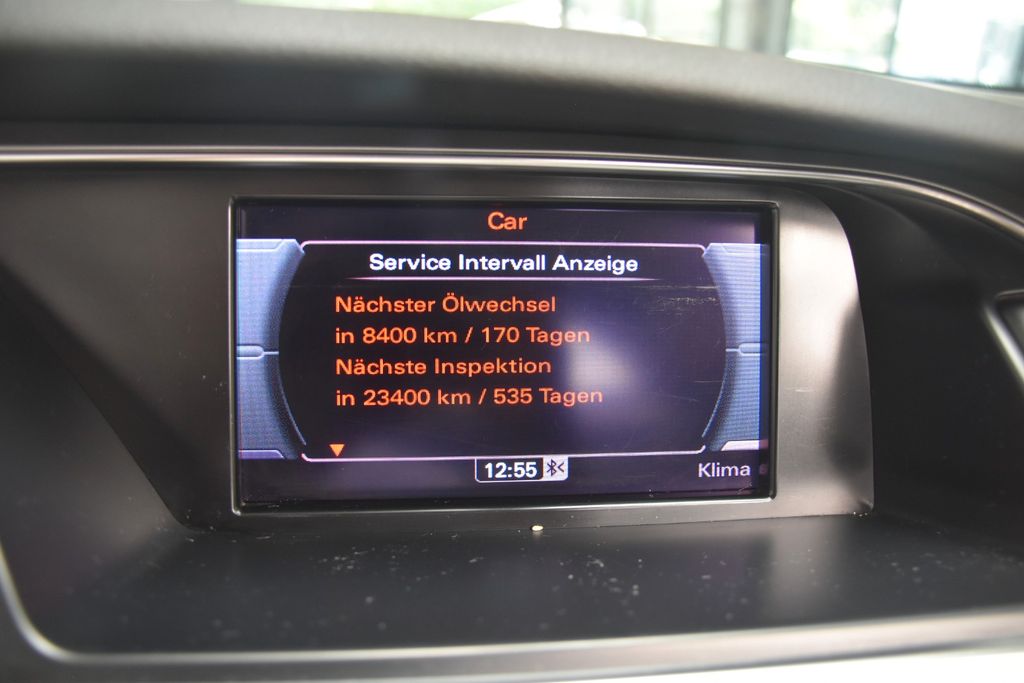 Car
Service Intervall Anzeige
Nächster Ölwechsel
in 8400 km / 170 Tagen
Nächste Inspektion
in 23400 km / 535 Tagen
12:55
Klima